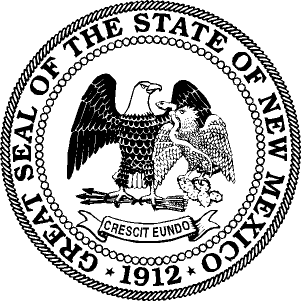 GREAT SEAL OF THE STATE OF NEW MEXICO
CRESCIT EUNDO
1912